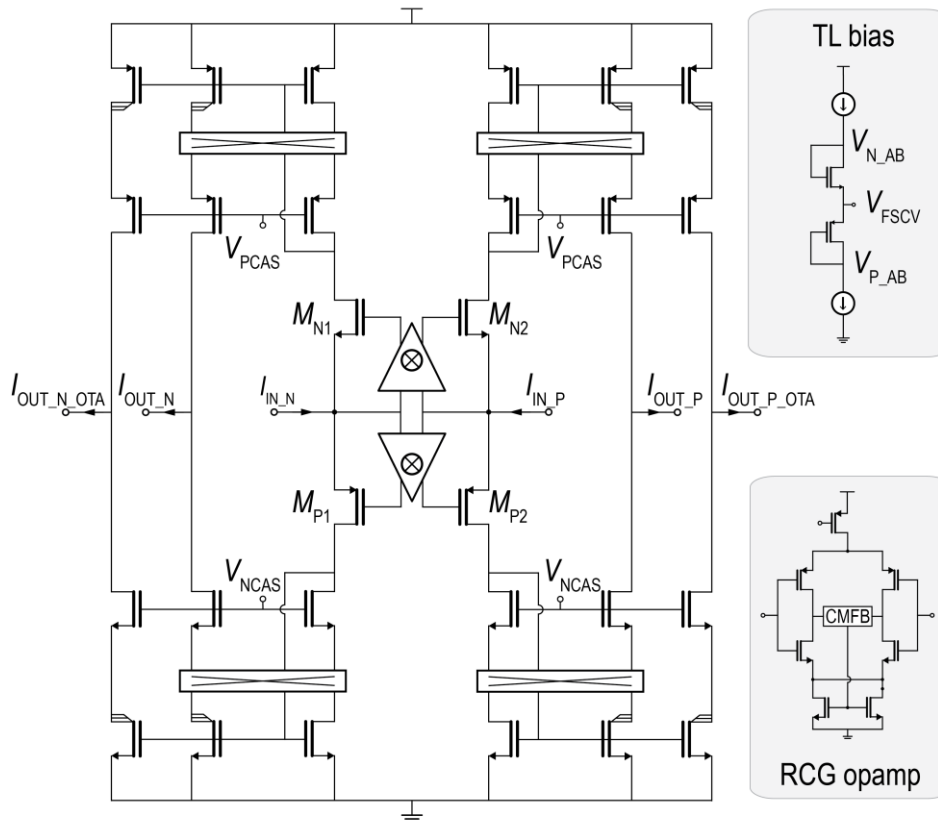 TL bias
V_N_AB
V_FSCV
V_P_AB
V_PCAS
V_PCAS
M_N1
M_N2
I_OUT_N_OTA
I_OUT_N
I_IN_N
I_IN_P
I_OUT_P
I_OUT_P_OTA
M_P1
M_P2
V_NCAS
V_NCAS
CMFB
RCG opamp